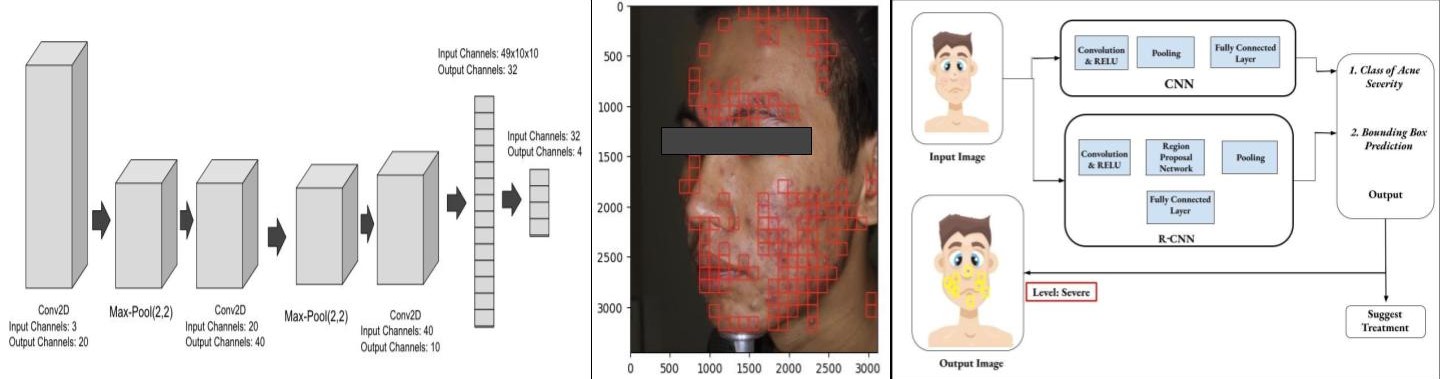 Input Channels: 49x10x10
Output Channels: 32
Input Channels: 32
Output Channels: 4
Conv2D
Input Channels: 3
Output Channels: 20
Max-Pool(2,2)
Conv2D
Input Channels: 20
Output Channels: 40
Max-Pool(2,2)
Conv2D
Input Channels: 40
Output Channels: 10
0
500
1000
1500
2000
2500
3000
0
500
1000
1500
2000
2500
3000
Input Image
Convolution
& RELU
Pooling
Fully Connected
Layer
CNN
Convolution
& RELU
Region
Proposal
Network
Pooling
Fully Connected
Layer
R-CNN
1. Class of Acne
Severity
2. Bounding Box
Prediction
Output
Level: Severe
Output Image
Suggest
Treatment